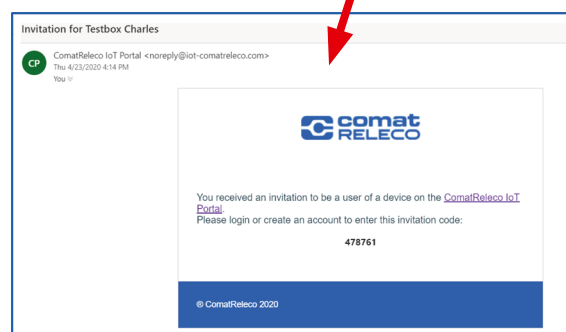 Invitation for Testbox Charles
CP
ComatReleco IoT Portal <noreply@iot-comatreleco.com>
Thu 4/23/2020 4:14 PM
You
comat
RELECO
You received an invitation to be a user of a device on the ComatReleco IoT
Portal.
Please login or create an account to enter this invitation code:
478761
® ComatReleco 2020